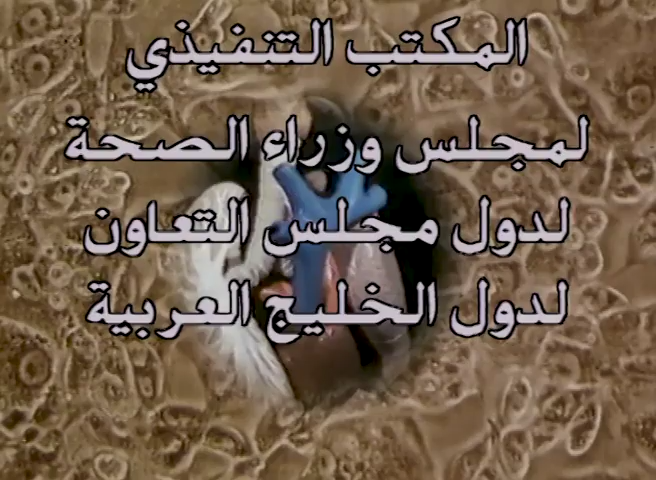 المكتب التنفيذي
لمجلس وزراء الصحة
لدول مجلس التعاون
لدول الخليج العربية